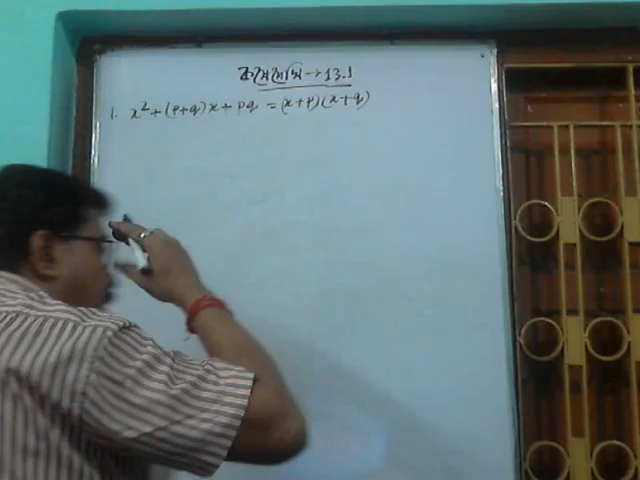 কষে দেখি → 13.1
1. x² + (p+q)x + pq = (x+p)(x+q)